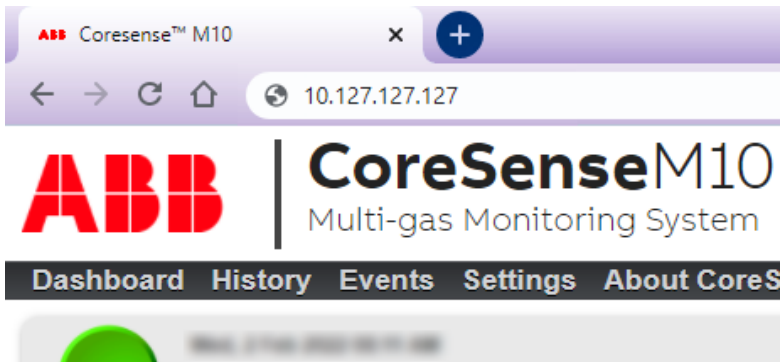 ABB Coresense™ M10
10.127.127.127
ABB
CoreSenseM10
Multi-gas Monitoring System
Dashboard History Events Settings About CoreS